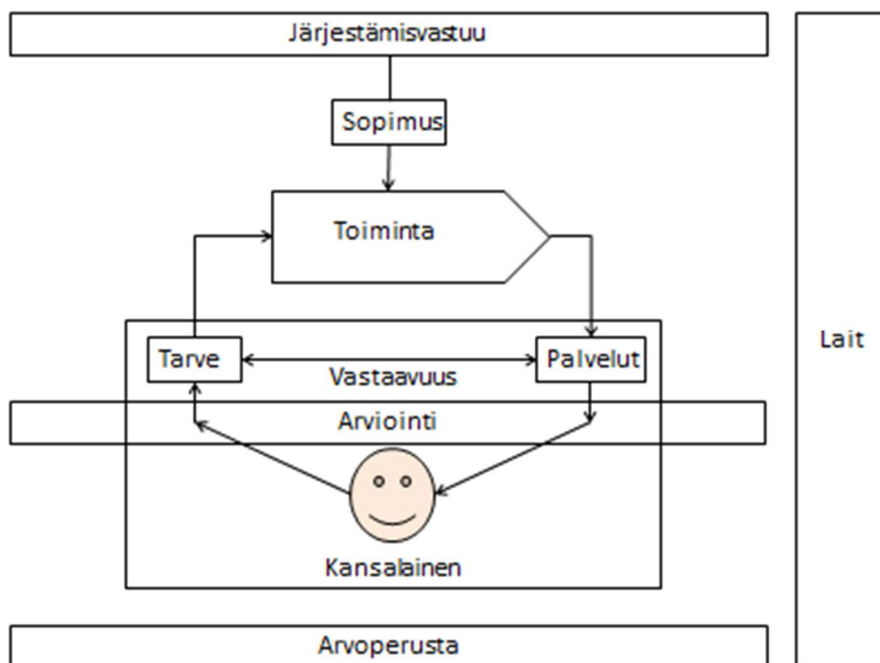 Järjestämisvastuu
Sopimus
Toiminta
Lait
Tarve
Palvelut
Vastaavuus
Arviointi
Kansalainen
Arvoperusta